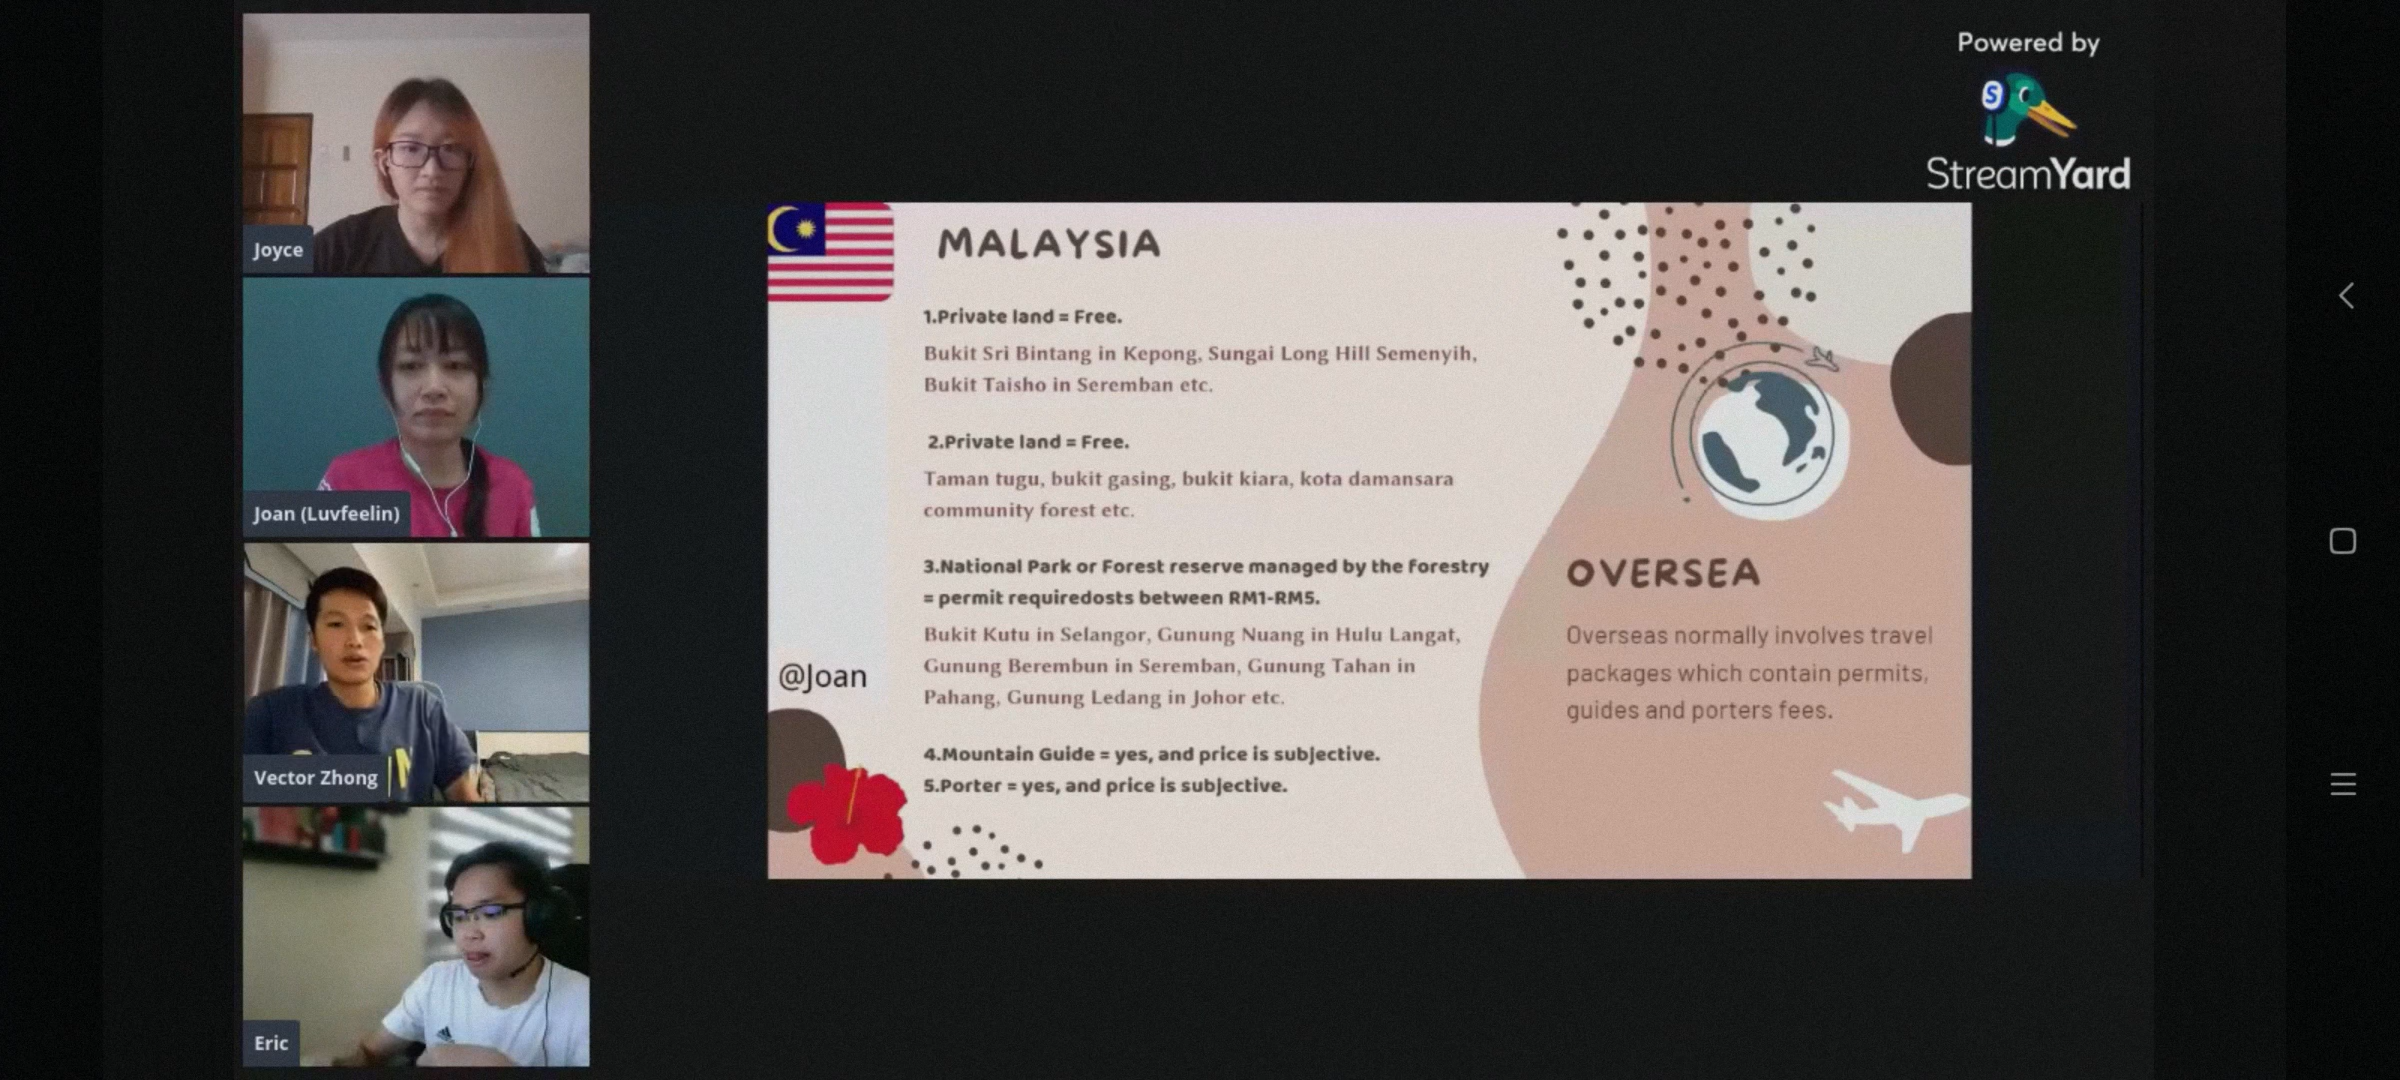 Powered by
S
StreamYard
Joyce
Joan (Luvfeelin)
Vector Zhong
N
Eric
MALAYSIA
1.Private land = Free.
Bukit Sri Bintang in Kepong, Sungai Long Hill Semenyih,
Bukit Taisho in Seremban etc.
2.Private land = Free.
Taman tugu, bukit gasing, bukit kiara, kota damansara
community forest etc.
3.National Park or Forest reserve managed by the forestry
= permit requiredosts between RM1-RM5.
Bukit Kutu in Selangor, Gunung Nuang in Hulu Langat,
Gunung Berembun in Seremban, Gunung Tahan in
Pahang, Gunung Ledang in Johor etc.
4.Mountain Guide = yes, and price is subjective.
5.Porter = yes, and price is subjective.
@Joan
OVERSEA
Overseas normally involves travel
packages which contain permits,
guides and porters fees.